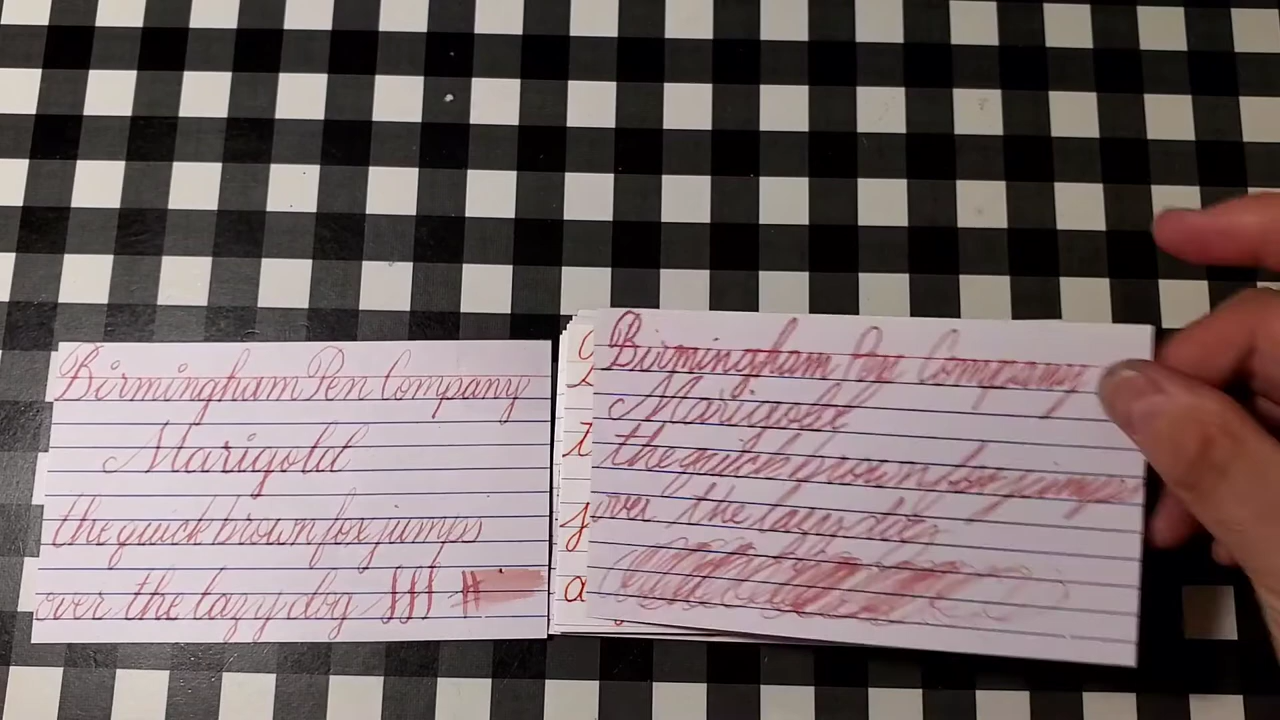 Birmingham Pen Company
Marigold
the quick brown fox jumps
over the lazy dog
Birmingham Pen Company
Marigold
the quick brown fox jumps
over the lazy dog